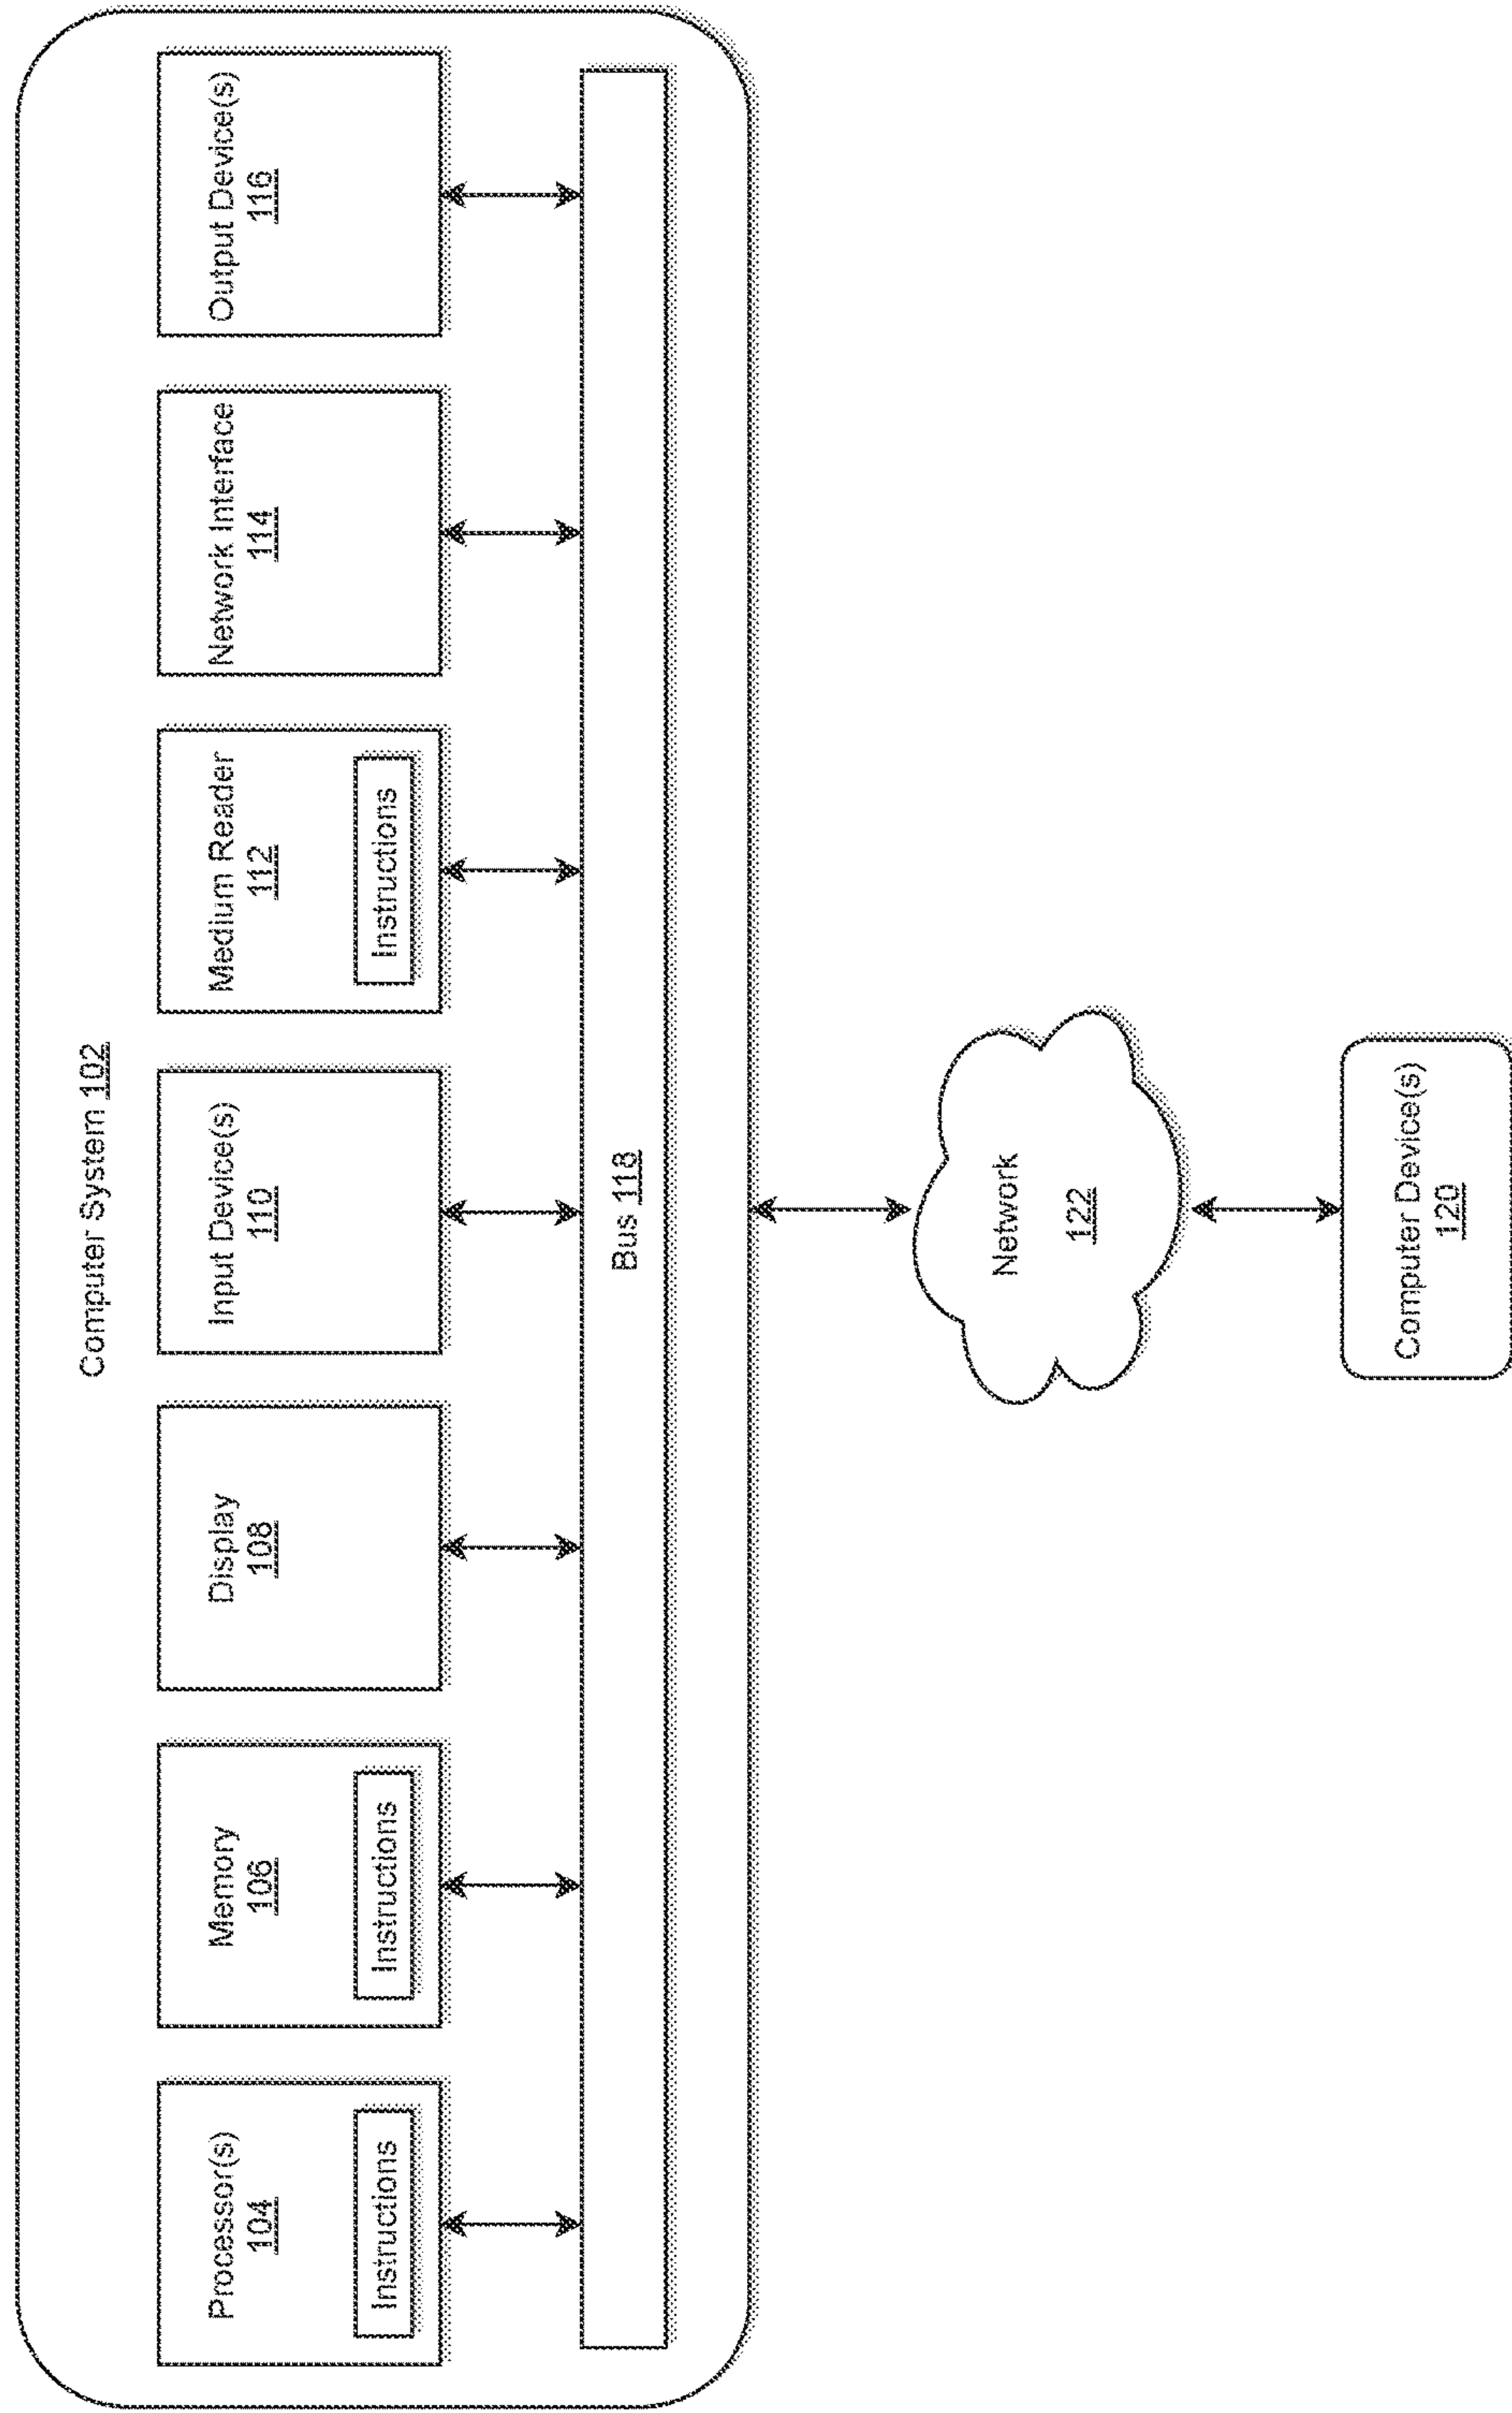 Computer System 102
Processor(s)
104
Instructions
Memory
106
Instructions
Display
108
Input Device(s)
110
Medium Reader
112
Instructions
Network Interface
114
Output Device(s)
116
Bus 118
Network
122
Computer Device(s)
120